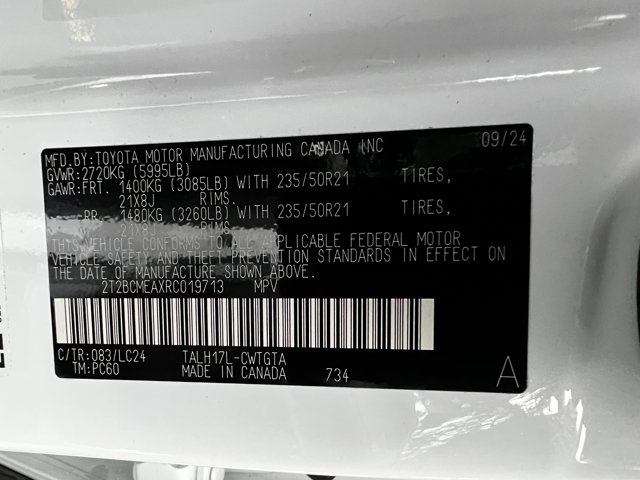 MFD.BY:TOYOTA MOTOR MANUFACTURING CANADA INC 09/24
GVWR:2720KG (5995LB)
GAWR:FRT. 1400KG (3085LB) WITH 235/50R21 TIRES,
21X8J RIMS.
RR. 1480KG (3260LB) WITH 235/50R21 TIRES,
21X8J RIMS.
THIS VEHICLE CONFORMS TO ALL APPLICABLE FEDERAL MOTOR
VEHICLE SAFETY AND THEFT PREVENTION STANDARDS IN EFFECT ON
THE DATE OF MANUFACTURE SHOWN ABOVE.
2T2BCMEAXRC019713 MPV
C/TR:083/LC24 TALH17L-CWTGTA
TM:PC60 MADE IN CANADA 734 A